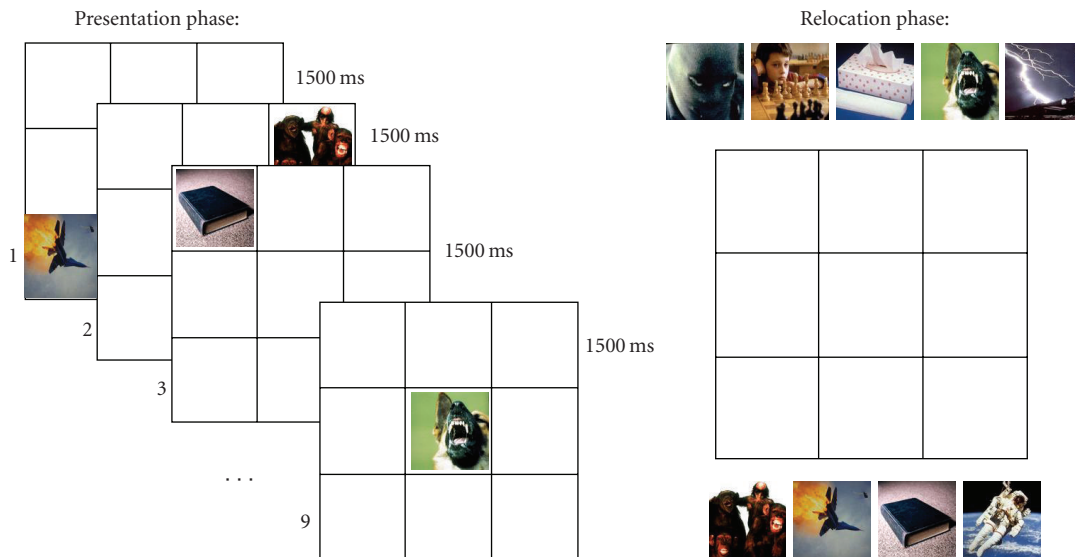 Presentation phase:
Relocation phase:
1500 ms
1500 ms
1500 ms
1500 ms
1
2
3
. . .
9